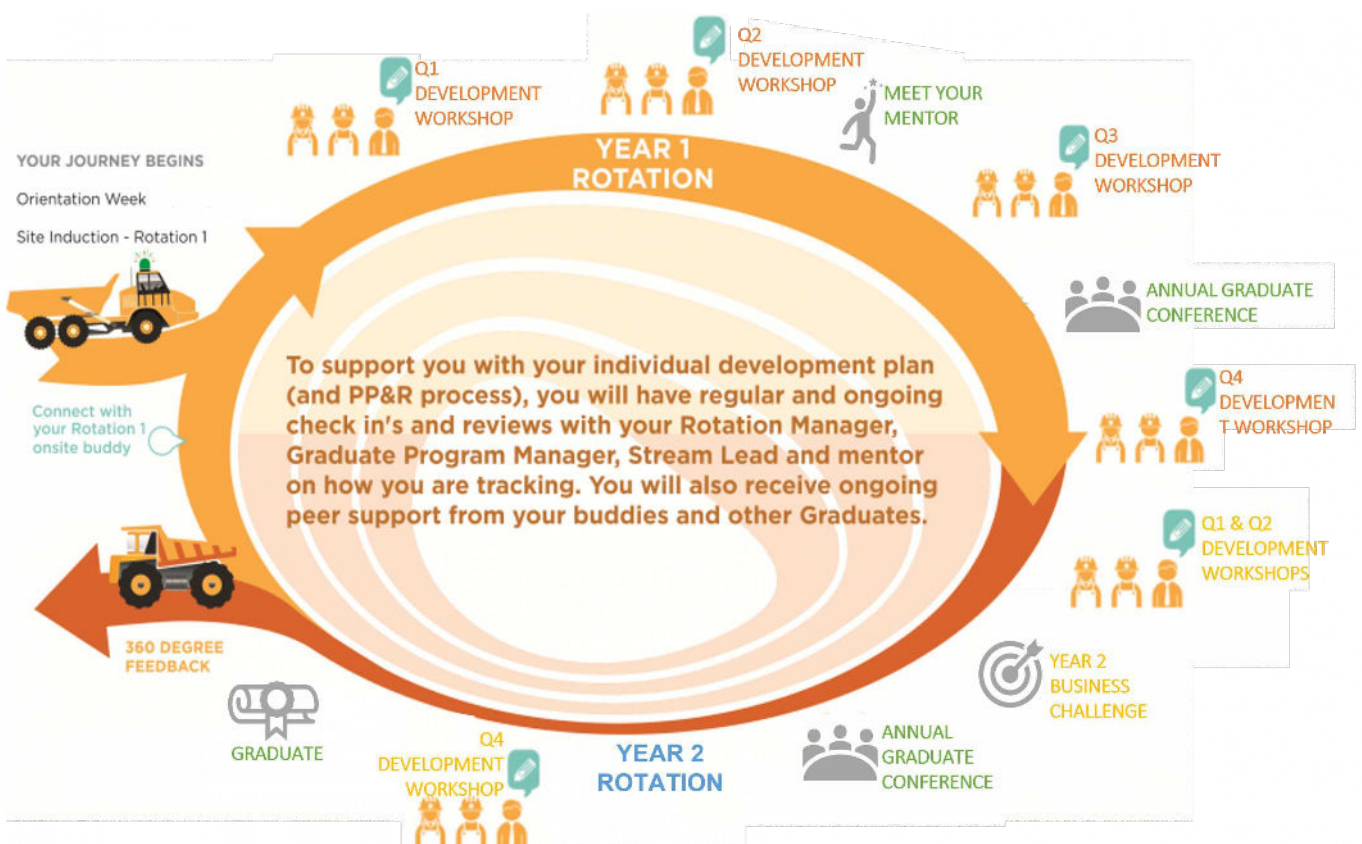 YOUR JOURNEY BEGINS
Orientation Week
Site Induction - Rotation 1
Connect with
your Rotation 1
onsite buddy
Q1
DEVELOPMENT
WORKSHOP
Q2
DEVELOPMENT
WORKSHOP
YEAR 1
ROTATION
MEET YOUR
MENTOR
Q3
DEVELOPMENT
WORKSHOP
ANNUAL GRADUATE
CONFERENCE
Q4
DEVELOPMEN
T WORKSHOP
To support you with your individual development plan
(and PP&R process), you will have regular and ongoing
check in's and reviews with your Rotation Manager,
Graduate Program Manager, Stream Lead and mentor
on how you are tracking. You will also receive ongoing
peer support from your buddies and other Graduates.
Q1 & Q2
DEVELOPMENT
WORKSHOPS
YEAR 2
BUSINESS
CHALLENGE
ANNUAL
GRADUATE
CONFERENCE
YEAR 2
ROTATION
Q4
DEVELOPMENT
WORKSHOP
GRADUATE
360 DEGREE
FEEDBACK